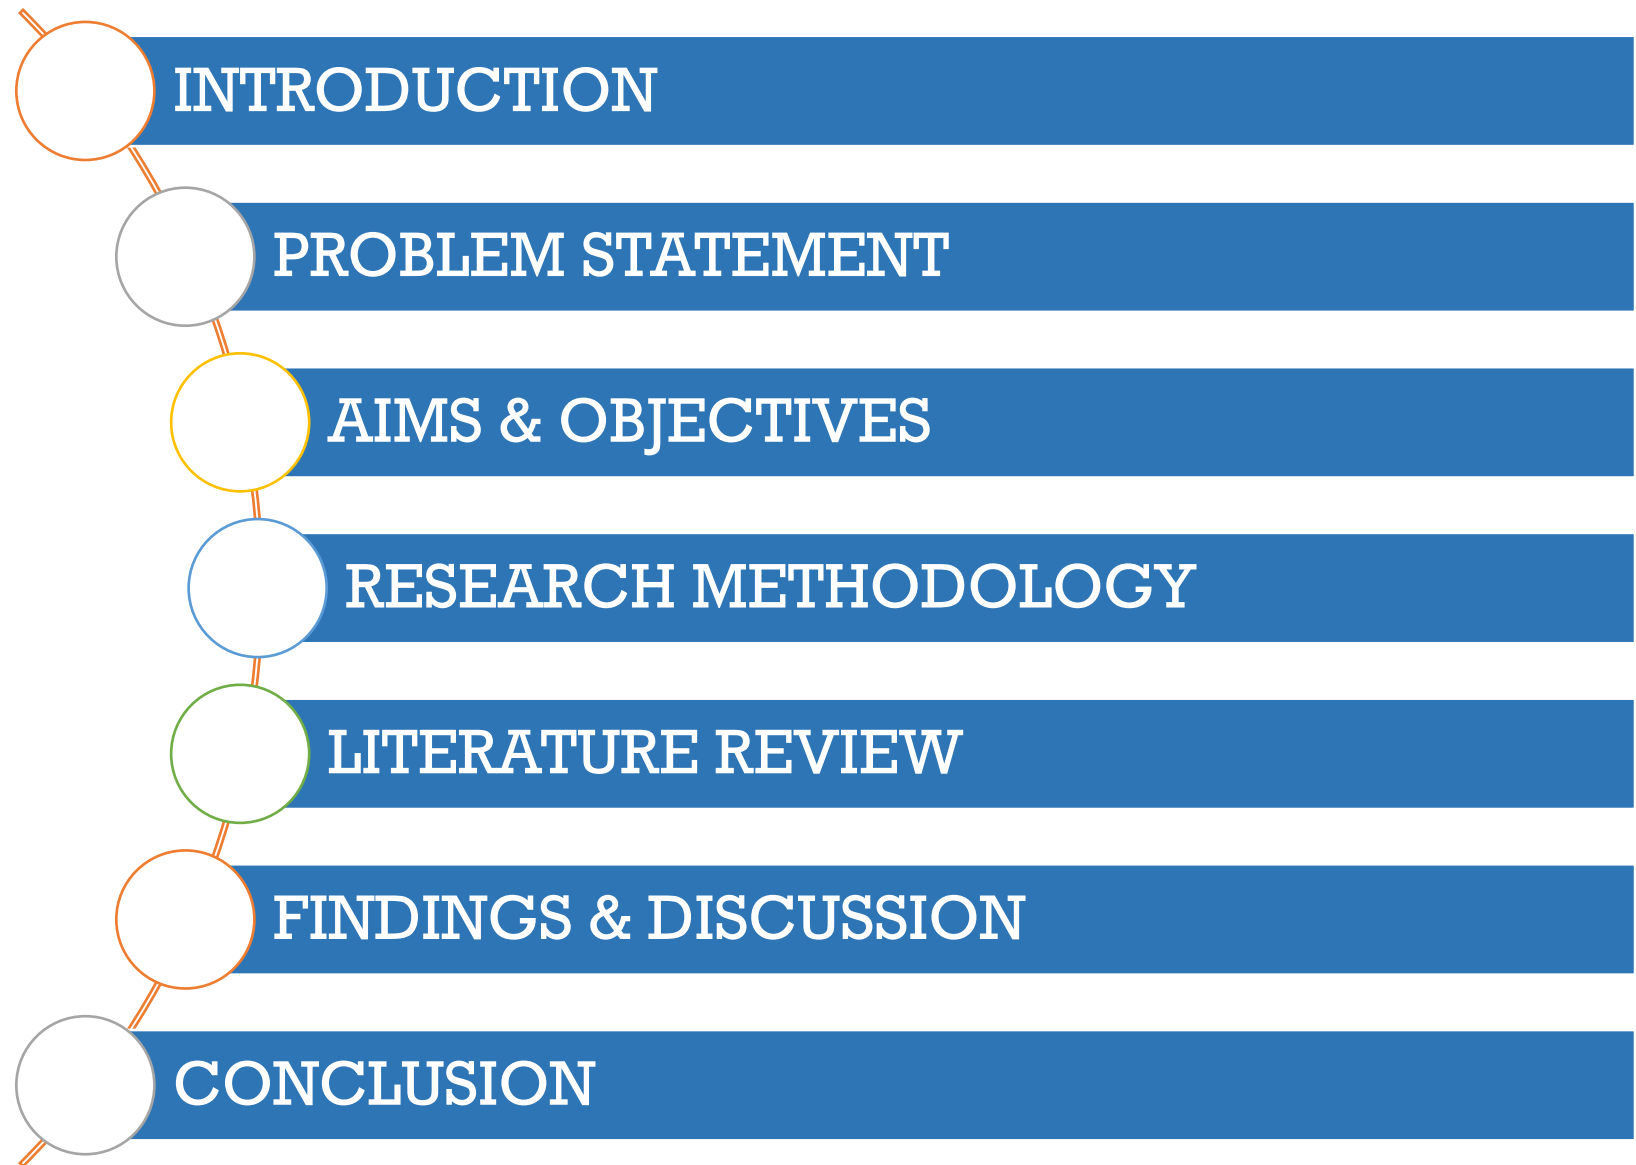 INTRODUCTION
PROBLEM STATEMENT
AIMS & OBJECTIVES
RESEARCH METHODOLOGY
LITERATURE REVIEW
FINDINGS & DISCUSSION
CONCLUSION